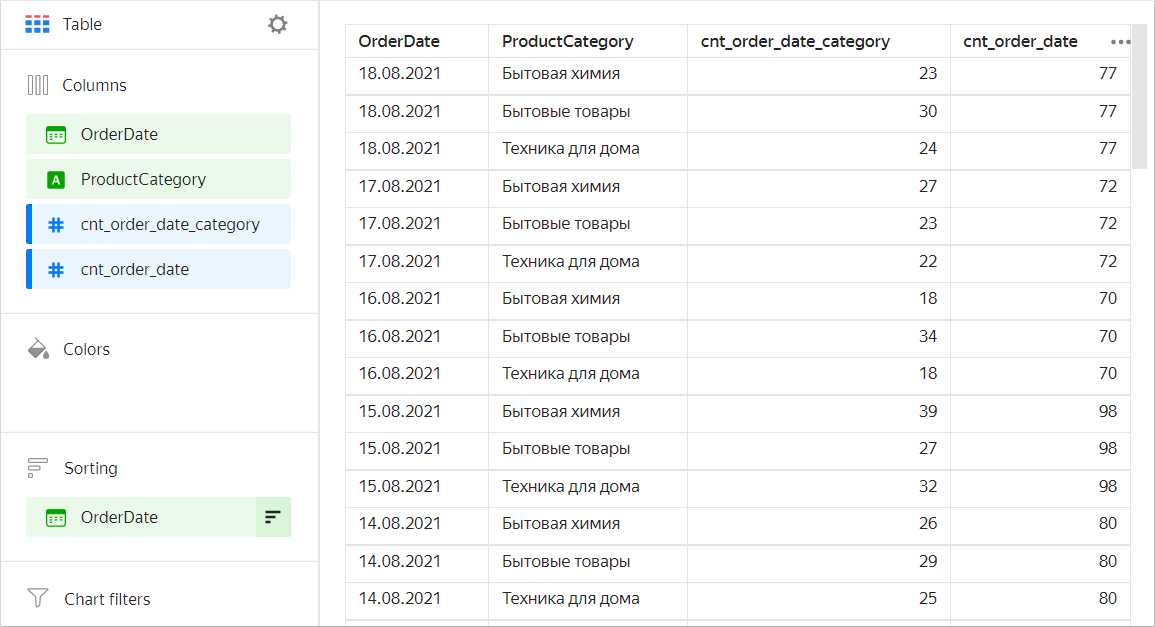 Table
Columns
OrderDate
A ProductCategory
cnt_order_date_category
cnt_order_date
Colors
Sorting
OrderDate
Chart filters
OrderDate ProductCategory cnt_order_date_category cnt_order_date
18.08.2021 Бытовая химия 23 77
18.08.2021 Бытовые товары 30 77
18.08.2021 Техника для дома 24 77
17.08.2021 Бытовая химия 27 72
17.08.2021 Бытовые товары 23 72
17.08.2021 Техника для дома 22 72
16.08.2021 Бытовая химия 18 70
16.08.2021 Бытовые товары 34 70
16.08.2021 Техника для дома 18 70
15.08.2021 Бытовая химия 39 98
15.08.2021 Бытовые товары 27 98
15.08.2021 Техника для дома 32 98
14.08.2021 Бытовая химия 26 80
14.08.2021 Бытовые товары 29 80
14.08.2021 Техника для дома 25 80